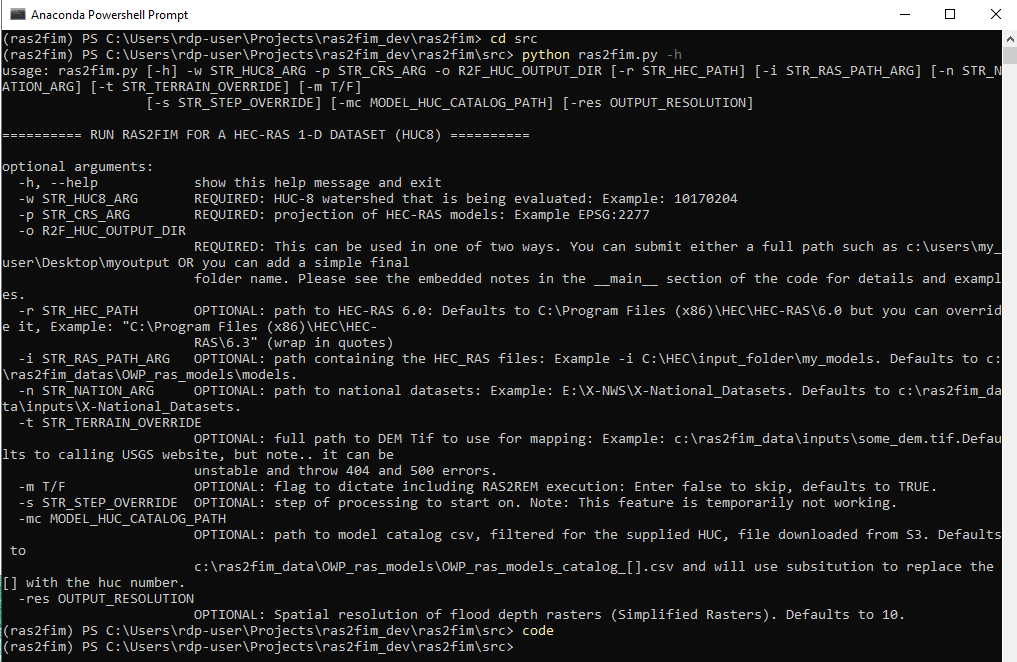 Anaconda Powershell Prompt
(ras2fim) PS C:\Users\rdp-user\Projects\ras2fim_dev\ras2fim> cd src
(ras2fim) PS C:\Users\rdp-user\Projects\ras2fim_dev\ras2fim\src> python ras2fim.py -h
usage: ras2fim.py [-h] -w STR_HUC8_ARG -p STR_CRS_ARG -o R2F_HUC_OUTPUT_DIR [-r STR_HEC_PATH] [-i STR_RAS_PATH_ARG] [-n STR_N
ATION_ARG] [-t STR_TERRAIN_OVERRIDE] [-m T/F]
[-s STR_STEP_OVERRIDE] [-mc MODEL_HUC_CATALOG_PATH] [-res OUTPUT_RESOLUTION]
========== RUN RAS2FIM FOR A HEC-RAS 1-D DATASET (HUC8) ==========
optional arguments:
-h, --help show this help message and exit
-w STR_HUC8_ARG REQUIRED: HUC-8 watershed that is being evaluated: Example: 10170204
-p STR_CRS_ARG REQUIRED: projection of HEC-RAS models: Example EPSG:2277
-o R2F_HUC_OUTPUT_DIR
REQUIRED: This can be used in one of two ways. You can submit either a full path such as c:\users\my_
user\Desktop\myoutput OR you can add a simple final
folder name. Please see the embedded notes in the __main__ section of the code for details and exampl
es.
-r STR_HEC_PATH OPTIONAL: path to HEC-RAS 6.0: Defaults to C:\Program Files (x86)\HEC\HEC-RAS\6.0 but you can overrid
e it, Example: "C:\Program Files (x86)\HEC\HEC-
RAS\6.3" (wrap in quotes)
-i STR_RAS_PATH_ARG OPTIONAL: path containing the HEC_RAS files: Example -i C:\HEC\input_folder\my_models. Defaults to c:
\ras2fim_datas\OWP_ras_models\models.
-n STR_NATION_ARG OPTIONAL: path to national datasets: Example: E:\X-NWS\X-National_Datasets. Defaults to c:\ras2fim_da
ta\inputs\X-National_Datasets.
-t STR_TERRAIN_OVERRIDE
OPTIONAL: full path to DEM Tif to use for mapping: Example: c:\ras2fim_data\inputs\some_dem.tif.Defau
lts to calling USGS website, but note.. it can be
unstable and throw 404 and 500 errors.
-m T/F OPTIONAL: flag to dictate including RAS2REM execution: Enter false to skip, defaults to TRUE.
-s STR_STEP_OVERRIDE OPTIONAL: step of processing to start on. Note: This feature is temporarily not working.
-mc MODEL_HUC_CATALOG_PATH
OPTIONAL: path to model catalog csv, filtered for the supplied HUC, file downloaded from S3. Defaults
to
c:\ras2fim_data\OWP_ras_models\OWP_ras_models_catalog_[].csv and will use subsitution to replace the
[] with the huc number.
-res OUTPUT_RESOLUTION
OPTIONAL: Spatial resolution of flood depth rasters (Simplified Rasters). Defaults to 10.
(ras2fim) PS C:\Users\rdp-user\Projects\ras2fim_dev\ras2fim\src> code
(ras2fim) PS C:\Users\rdp-user\Projects\ras2fim_dev\ras2fim\src>